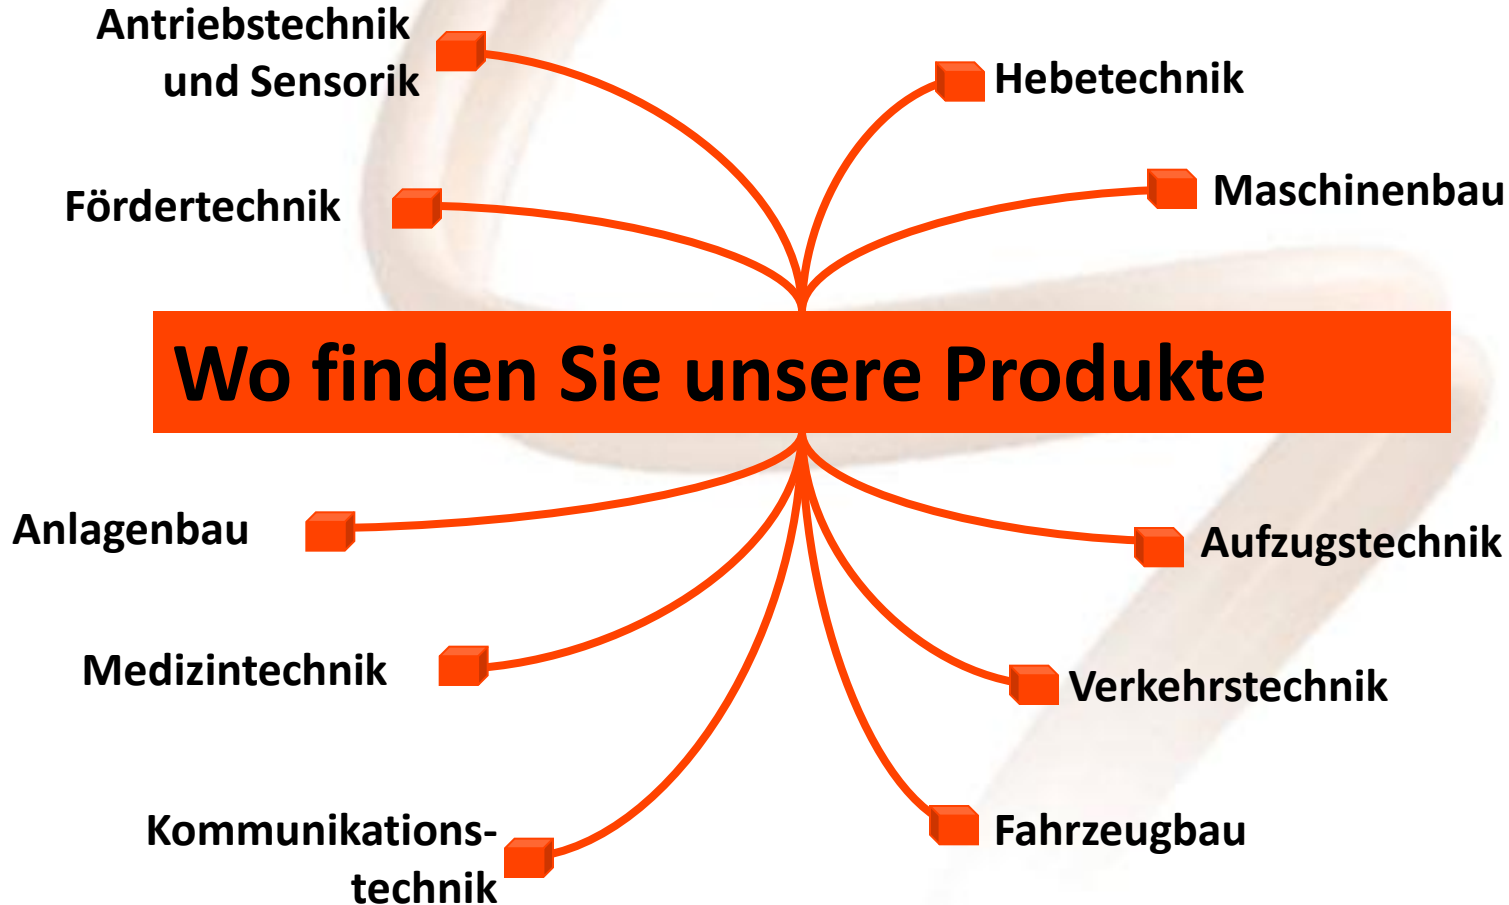 Antriebstechnik
und Sensorik
Hebetechnik
Fördertechnik
Maschinenbau
Wo finden Sie unsere Produkte
Anlagenbau
Aufzugstechnik
Medizintechnik
Verkehrstechnik
Kommunikations-
technik
Fahrzeugbau